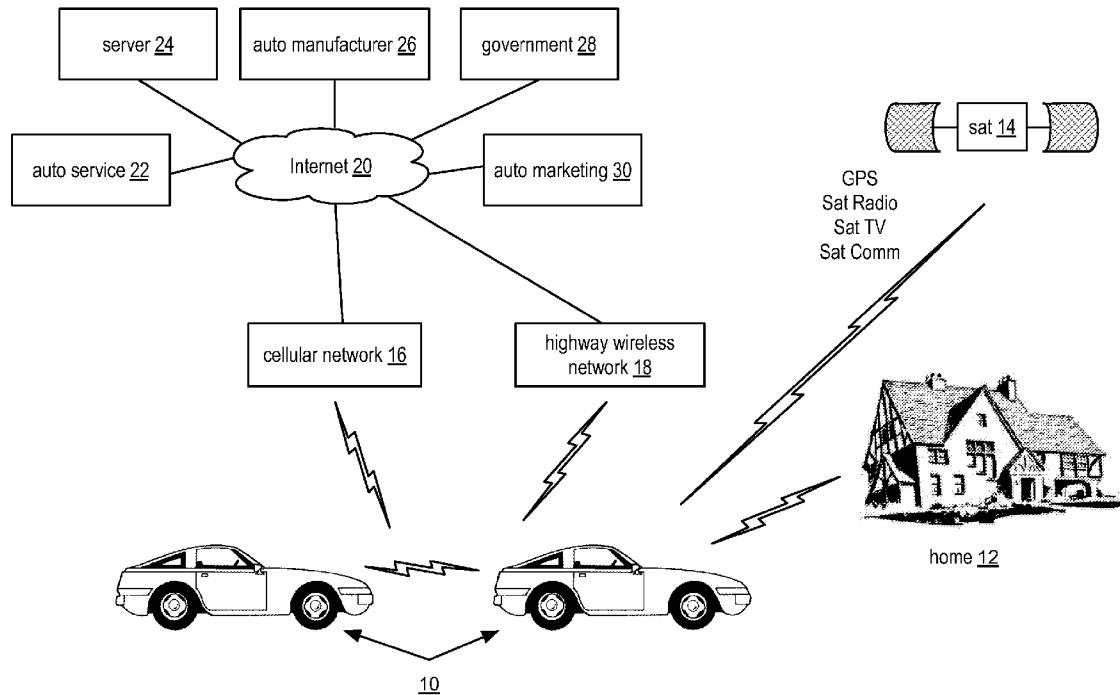 server 24
auto manufacturer 26
government 28
auto service 22
Internet 20
auto marketing 30
sat 14
GPS
Sat Radio
Sat TV
Sat Comm
cellular network 16
highway wireless
network 18
home 12
10